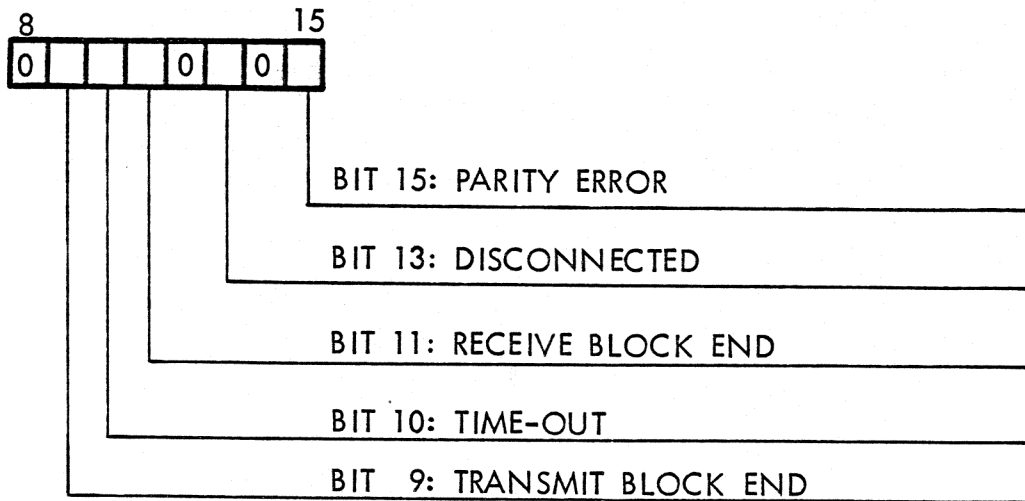 8 15
0 0 0
BIT 15: PARITY ERROR
BIT 13: DISCONNECTED
BIT 11: RECEIVE BLOCK END
BIT 10: TIME-OUT
BIT 9: TRANSMIT BLOCK END